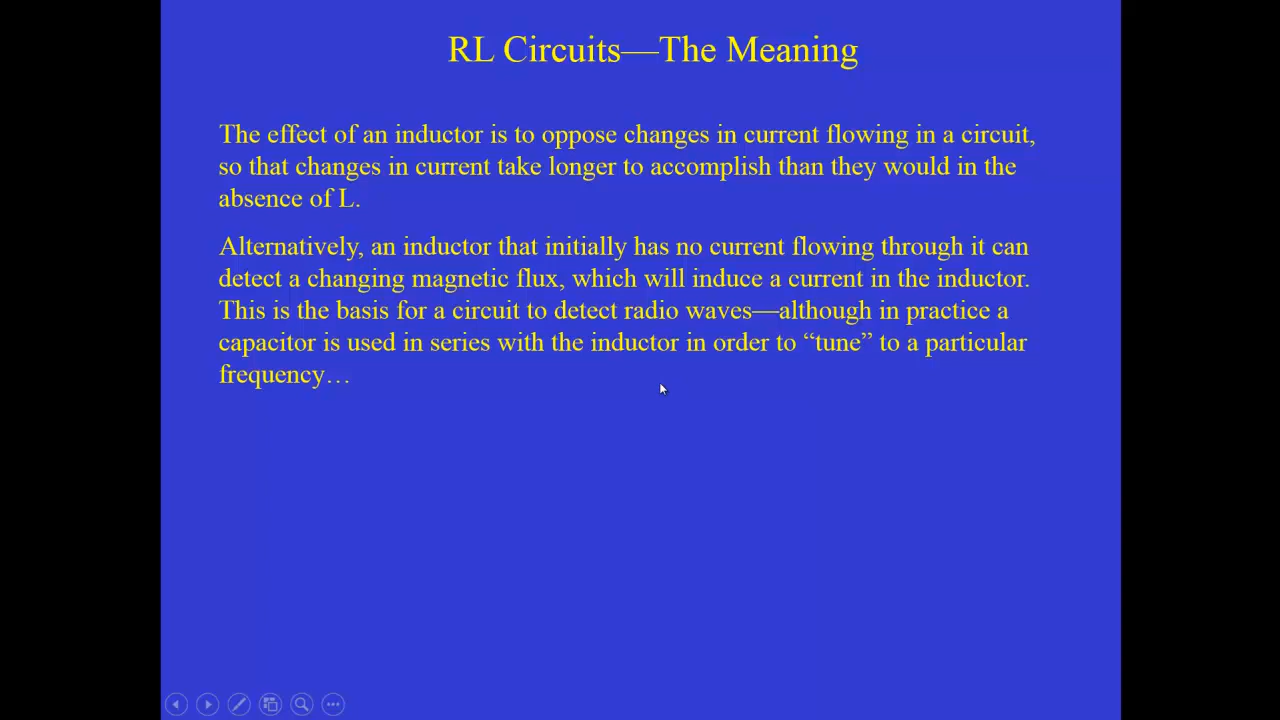 RL Circuits—The Meaning
The effect of an inductor is to oppose changes in current flowing in a circuit,
so that changes in current take longer to accomplish than they would in the
absence of L.
Alternatively, an inductor that initially has no current flowing through it can
detect a changing magnetic flux, which will induce a current in the inductor.
This is the basis for a circuit to detect radio waves—although in practice a
capacitor is used in series with the inductor in order to “tune” to a particular
frequency…